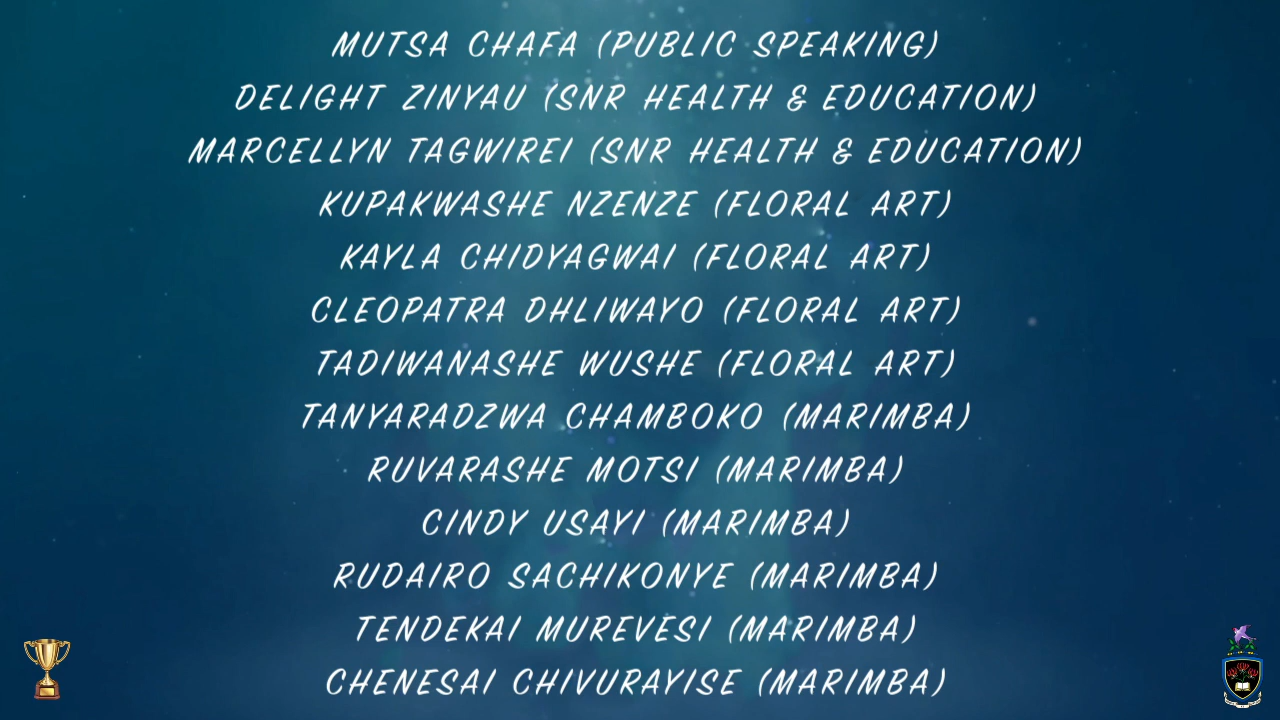 MUTSA CHAFA (PUBLIC SPEAKING)
DELIGHT ZINYAU (SNR HEALTH & EDUCATION)
MARCELLYN TAGWIREI (SNR HEALTH & EDUCATION)
KUPAKWASHE NZENZE (FLORAL ART)
KAYLA CHIDYAGWAI (FLORAL ART)
CLEOPATRA DHLIWAYO (FLORAL ART)
TADIWANASHE WUSHE (FLORAL ART)
TANYARADZWA CHAMBOKO (MARIMBA)
RUVARASHE MOTSI (MARIMBA)
CINDY USAYI (MARIMBA)
RUDAIRO SACHIKONYE (MARIMBA)
TENDEKAI MUREVESI (MARIMBA)
CHENESAI CHIVURAYISE (MARIMBA)